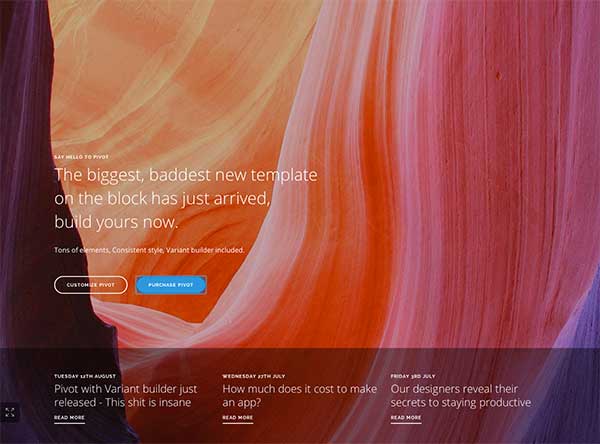 SAY HELLO TO PIVOT
The biggest, baddest new template
on the block has just arrived,
build yours now.
Tons of elements, Consistent style, Variant builder included.
CUSTOMIZE PIVOT
PURCHASE PIVOT
TUESDAY 12TH AUGUST
Pivot with Variant builder just
released - This shit is insane
READ MORE
WEDNESDAY 27TH JULY
How much does it cost to make
an app?
READ MORE
FRIDAY 3RD JULY
Our designers reveal their
secrets to staying productive
READ MORE